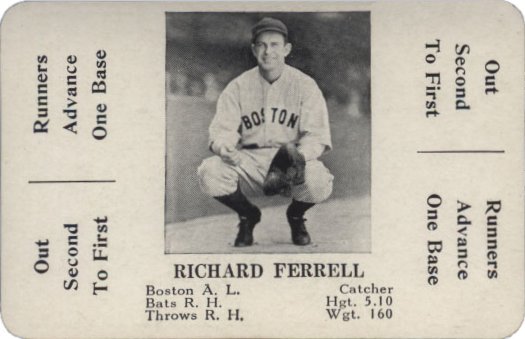 Runners
Advance
One Base
Out
Second
To First
BOSTON
Out
Second
To First
Runners
Advance
One Base
RICHARD FERRELL
Boston A. L. Catcher
Bats R. H. Hgt. 5.10
Throws R. H. Wgt. 160